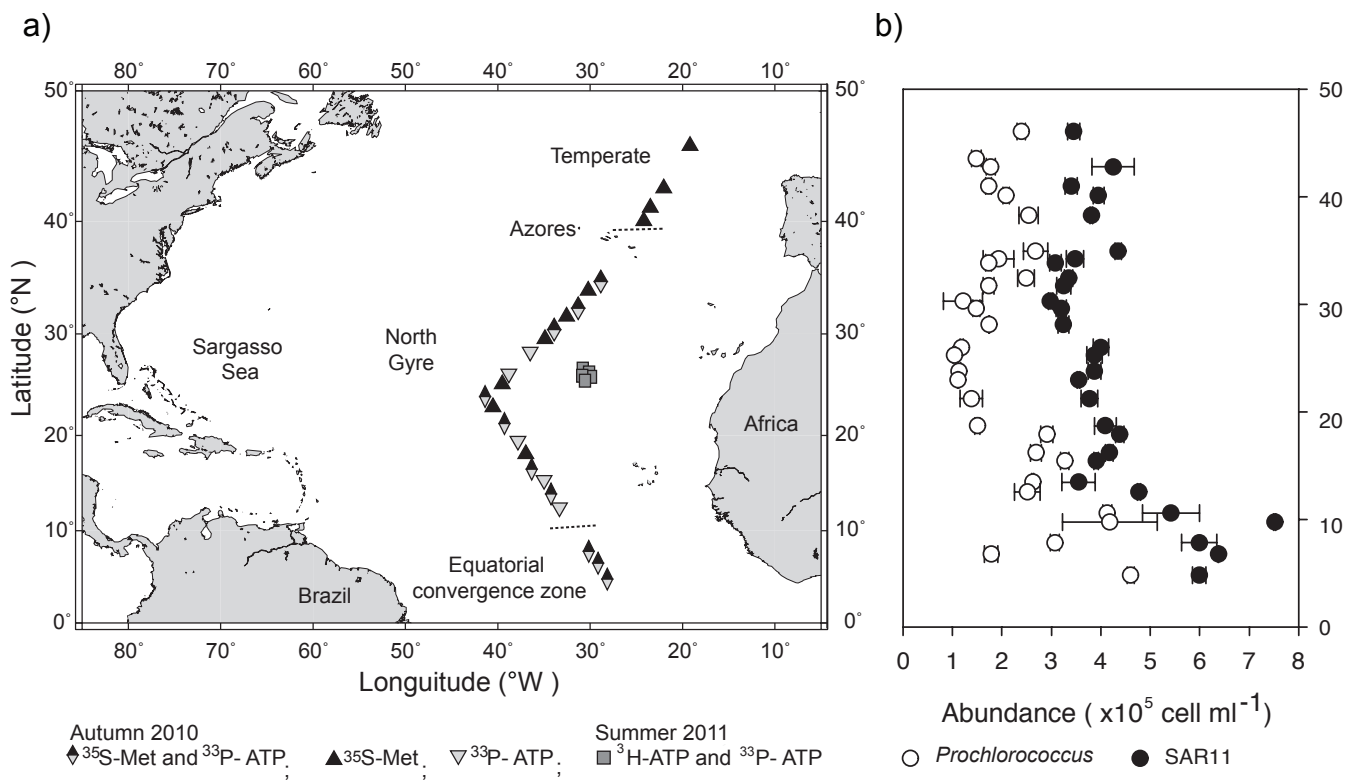 a)
80˚ 70˚ 60˚ 50˚ 40˚ 30˚ 20˚ 10˚
50˚ 50˚
Temperate
40˚ 40˚
Azores
30˚ 30˚
North
Gyre
Sargasso
Sea
Africa
20˚ 20˚
10˚ 10˚
Equatorial
convergence zone
Brazil
0˚ 0˚
80˚ 70˚ 60˚ 50˚ 40˚ 30˚ 20˚ 10˚
Latitude (°N )
Longuitude (°W )
Autumn 2010
³⁵S-Met and ³³P- ATP; ³⁵S-Met ; ³³P- ATP ;
Summer 2011
³H-ATP and ³³P- ATP
b)
50
40
30
20
10
0
0 1 2 3 4 5 6 7 8
Abundance ( x10⁵ cell ml⁻¹)
Prochlorococcus SAR11